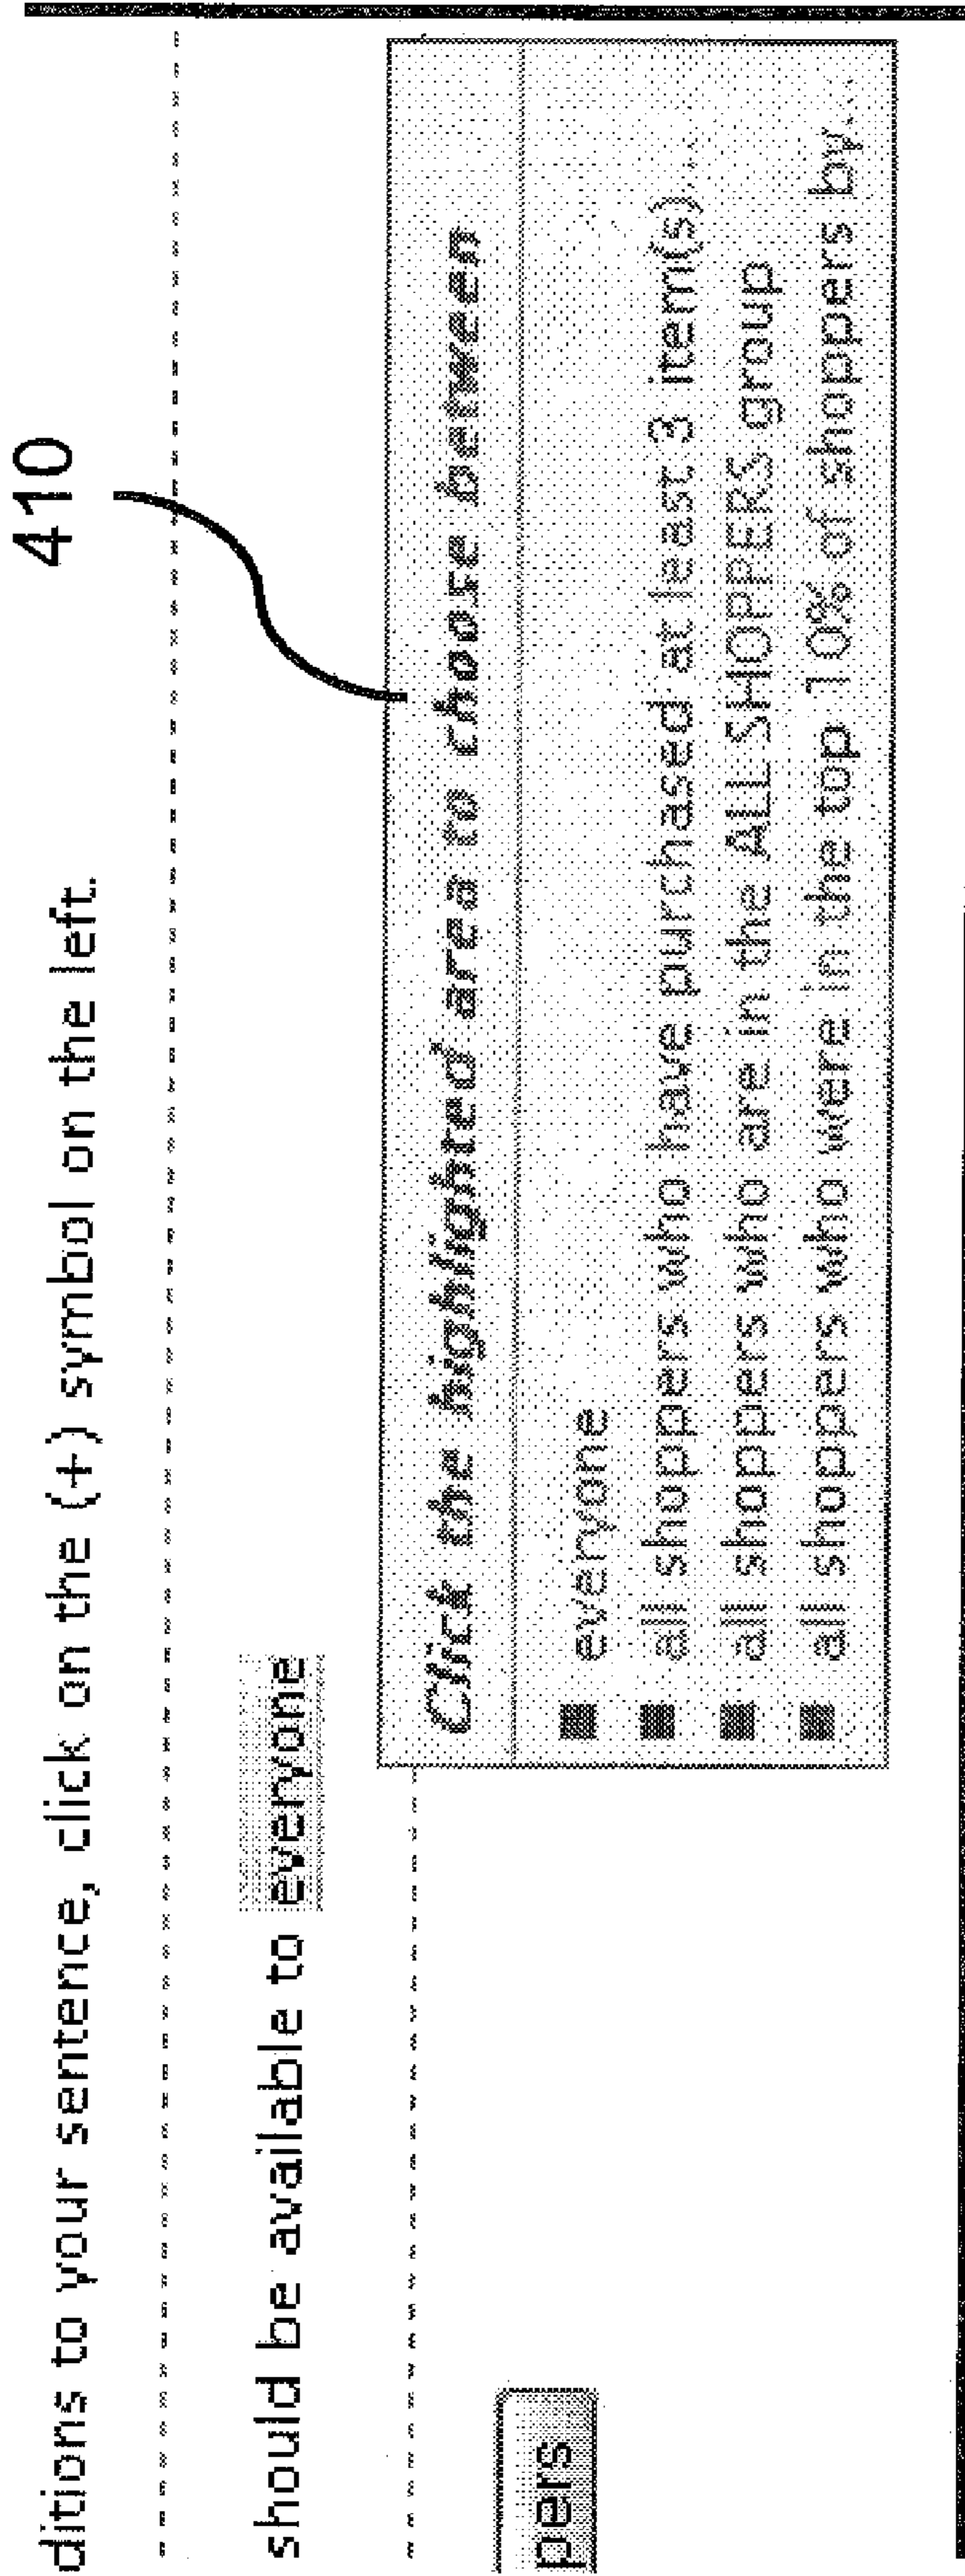 410
ditions to your sentence, click on the (+) symbol on the left.
should be available to everyone
Click the highlighted area to choose between
everyone
all shoppers who have purchased at least 3 item(s)...
all shoppers who are in the ALL SHOPPERS group
all shoppers who were in the top 10% of shoppers by...
pers